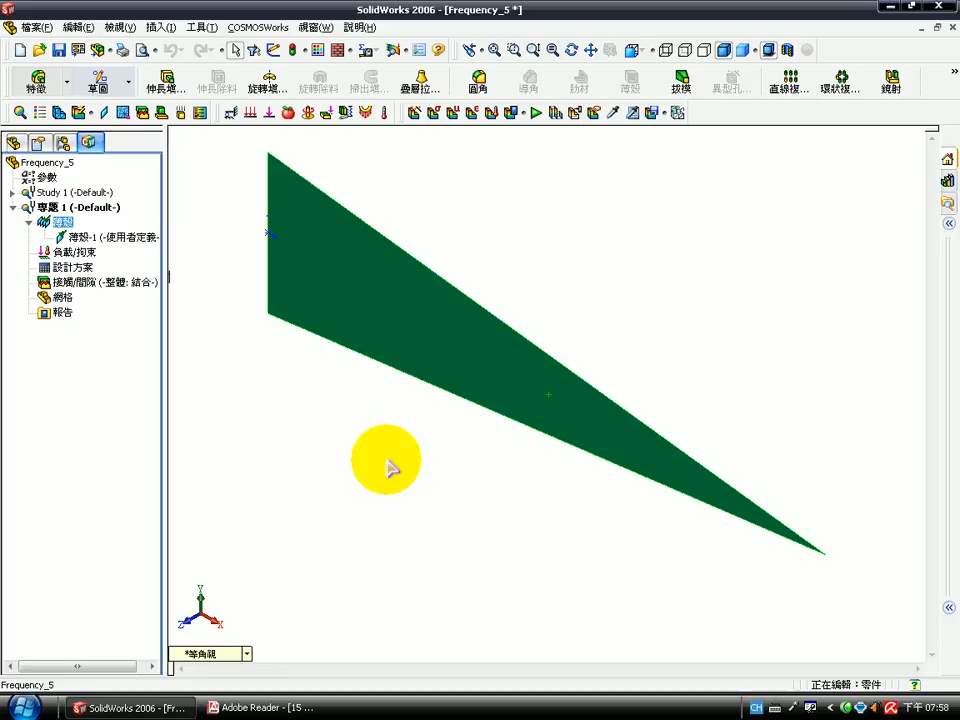 SolidWorks 2006 - [Frequency_5 *]
檔案(F) 編輯(E) 檢視(V) 插入(I) 工具(T) COSMOSWorks 視窗(W) 說明(H)
特徵 草圖 伸長填... 伸長除料 旋轉填... 旋轉除料 掃出填... 疊層拉... 圓角 導角 肋材 薄殼 拔模 異型孔... 直線複... 環狀複... 鏡射
Frequency_5
參數
Study 1 (-Default-)
專題 1 (-Default-)
薄殼
薄殼-1 (-使用者定義-
負載/拘束
設計方案
接觸/間隙 (-整體: 結合-)
網格
報告
Y
Z
X
*等角視
Frequency_5
正在編輯：零件
SolidWorks 2006 - [Fr...
Adobe Reader - [15 ...
CH
下午 07:58